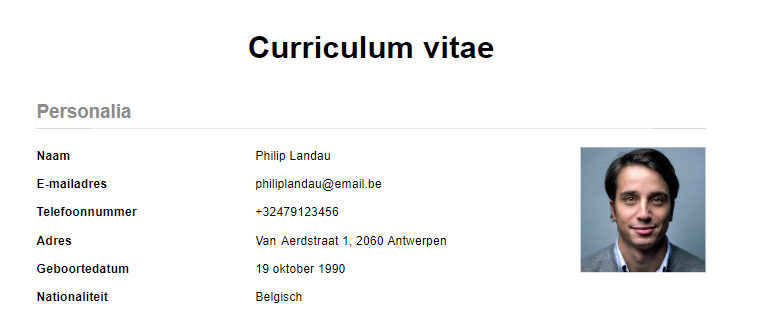 Curriculum vitae
Personalia
Naam Philip Landau
E-mailadres philiplandau@email.be
Telefoonnummer +32479123456
Adres Van Aerdstraat 1, 2060 Antwerpen
Geboortedatum 19 oktober 1990
Nationaliteit Belgisch